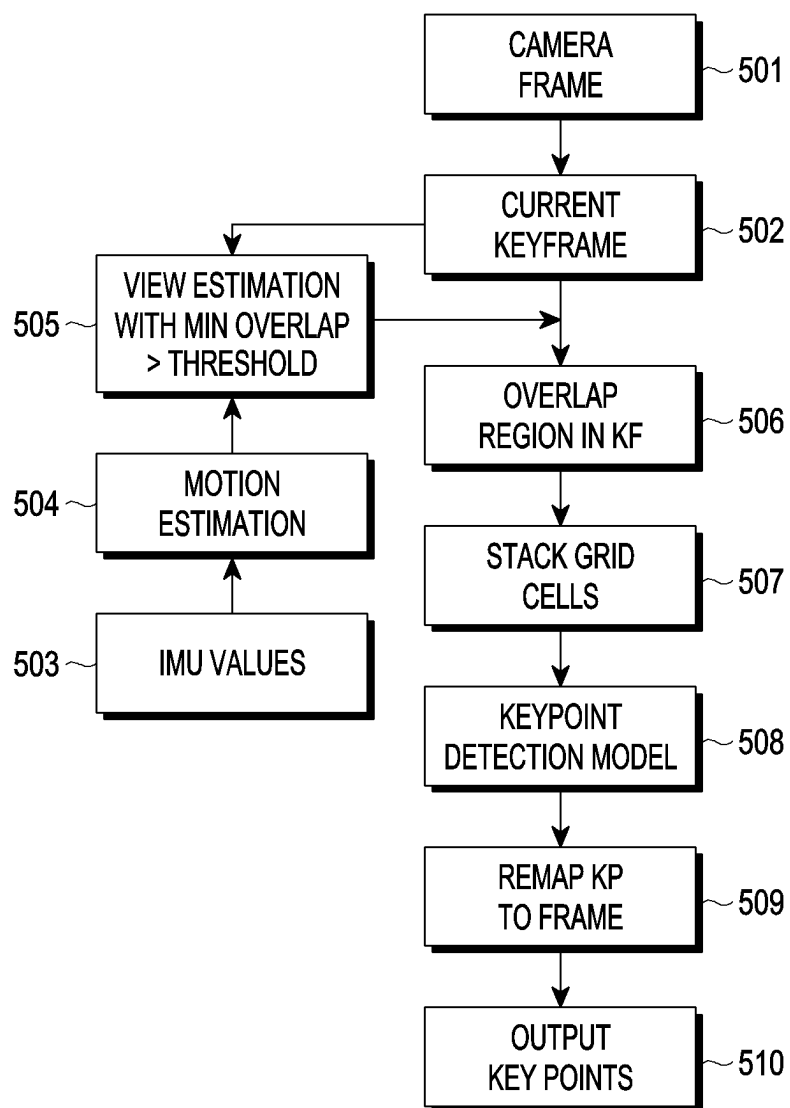 CAMERA
FRAME
501
CURRENT
KEYFRAME
502
VIEW ESTIMATION
WITH MIN OVERLAP
> THRESHOLD
505
OVERLAP
REGION IN KF
506
MOTION
ESTIMATION
504
STACK GRID
CELLS
507
IMU VALUES
503
KEYPOINT
DETECTION MODEL
508
REMAP KP
TO FRAME
509
OUTPUT
KEY POINTS
510